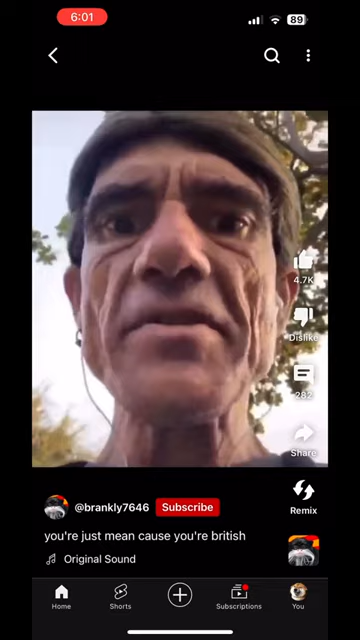 6:01
89
4.7K
Dislike
282
Share
@brankly7646
Subscribe
Remix
you're just mean cause you're british
Original Sound
Home
Shorts
Subscriptions
You